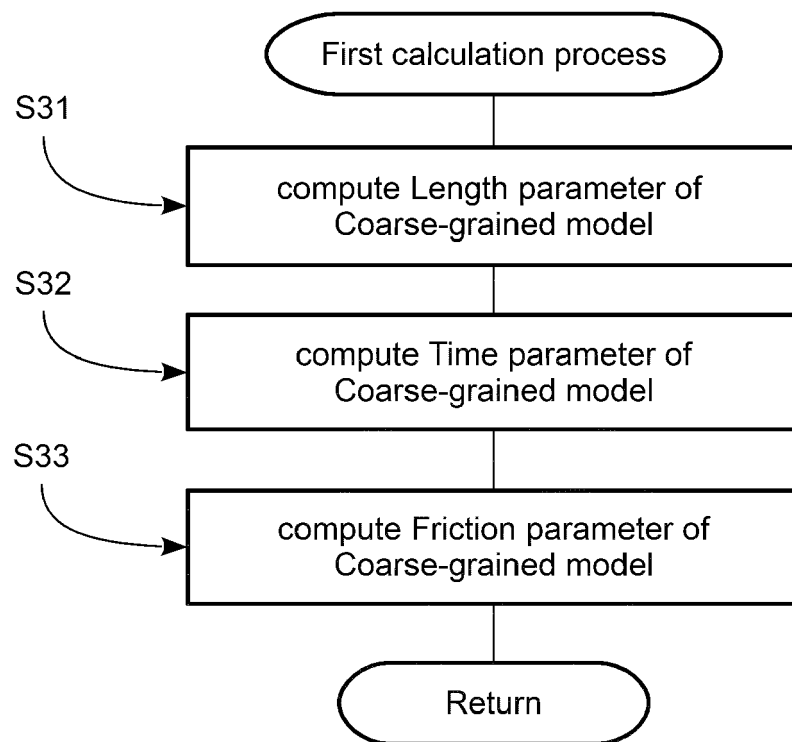 First calculation process
S31
compute Length parameter of
Coarse-grained model
S32
compute Time parameter of
Coarse-grained model
S33
compute Friction parameter of
Coarse-grained model
Return